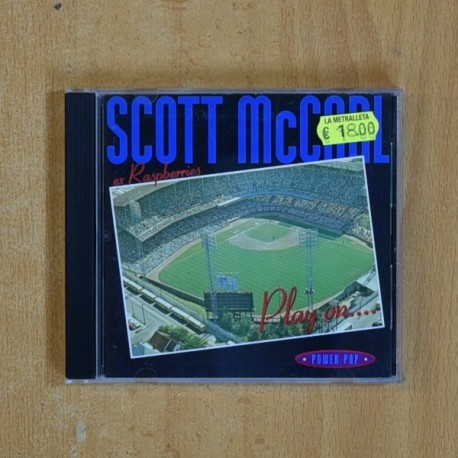 SCOTT McCARL
LA METRALLETA
€ 18.00
ex Raspberries
Play on....
• POWER POP •